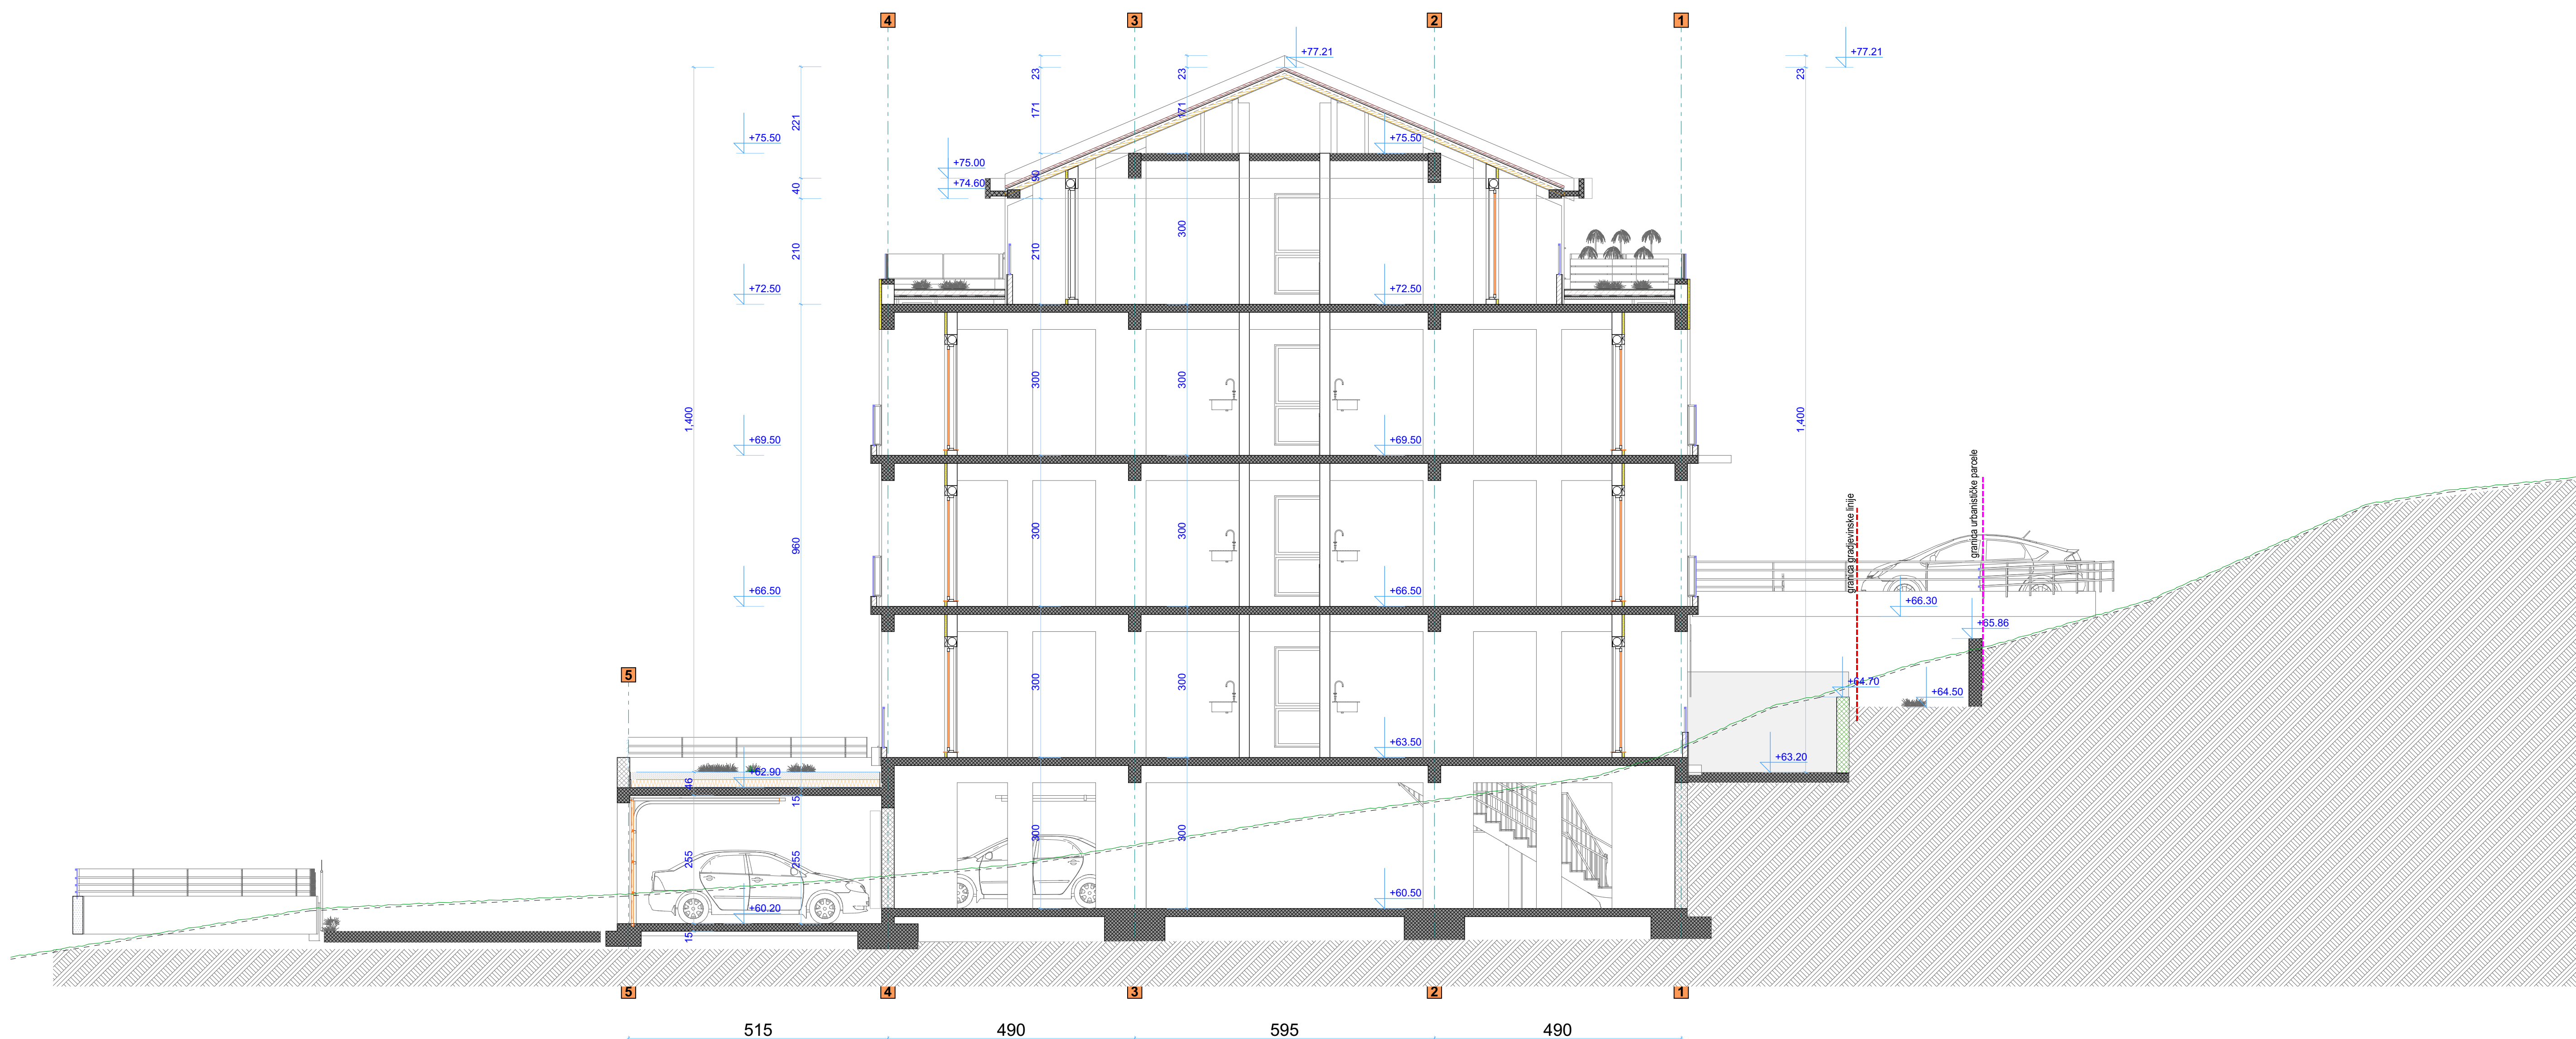 4 3 2 1
+77.21 +77.21
23 23 23
221 171 171
+75.50 +75.50
+75.00
40 90
+74.60
210 210 300
+72.50 +72.50
300 300
1,400 1,400
+69.50 +69.50
granica urbanističke parcele
granica gradjevinske linije
960 300 300
+66.50 +66.50
+66.30
+65.86
5
300 300
+64.70
+64.50
+63.50
+63.20
+62.90
46
15
300 300
255 255
+60.50
+60.20
15
5 4 3 2 1
515 490 595 490